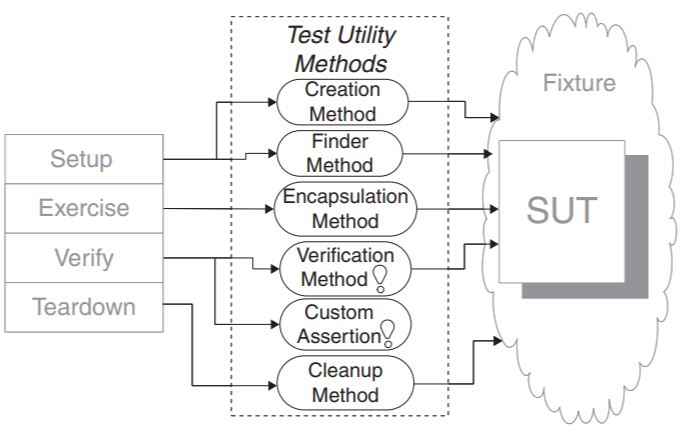 Test Utility
Methods
Creation
Method
Fixture
Finder
Method
Setup
Exercise
Encapsulation
Method
SUT
Verify
Verification
Method
Teardown
Custom
Assertion
Cleanup
Method